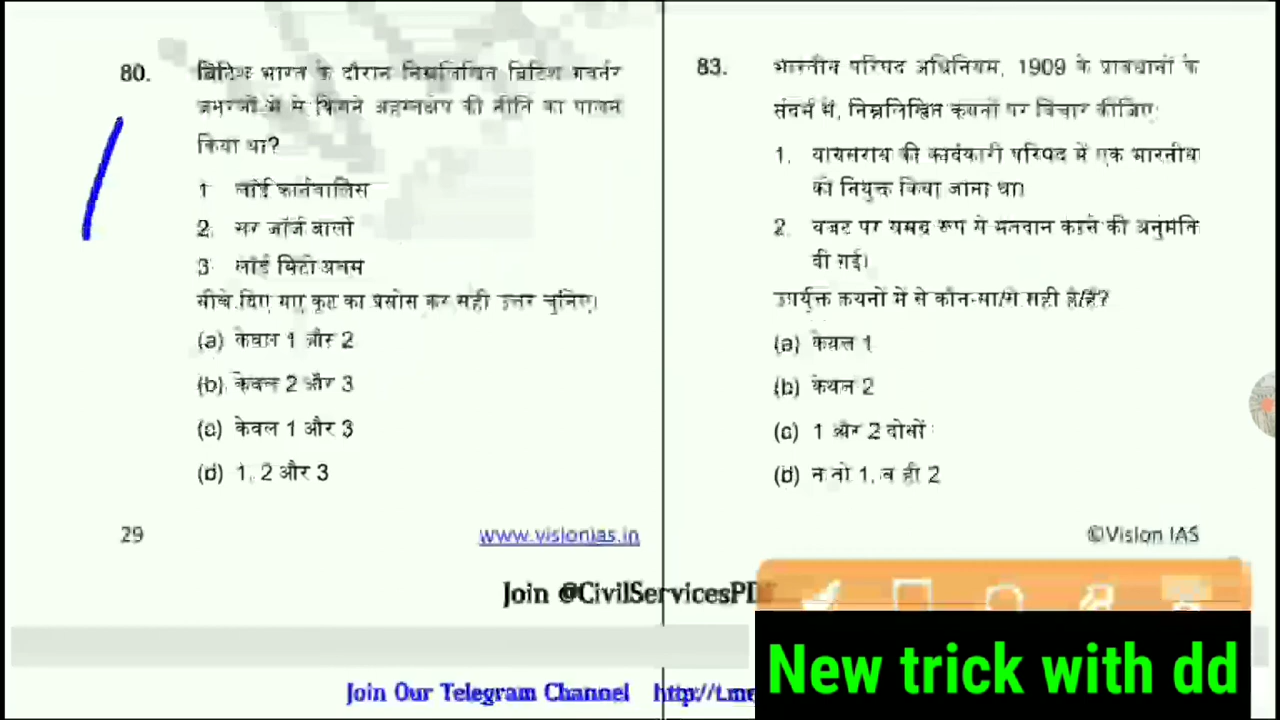 80. ब्रिटिश भारत के दौरान निम्नलिखित ब्रिटिश गवर्नर
जनरलों में से किसने अहस्तक्षेप की नीति का पालन
किया था?
1 लॉर्ड कार्नवालिस
2. सर जॉर्ज बार्लो
3 लॉर्ड मिंटो प्रथम
नीचे दिए गए कूट का प्रयोग कर सही उत्तर चुनिए।
(a) केवल 1 और 2
(b) केवल 2 और 3
(c) केवल 1 और 3
(d) 1, 2 और 3
29 www.visionias.in
83. भारतीय परिषद अधिनियम, 1909 के प्रावधानों के
संदर्भ में, निम्नलिखित कथनों पर विचार कीजिए:
1. वायसराय की कार्यकारी परिषद में एक भारतीय
को नियुक्त किया जाना था।
2. बजट पर समग्र रूप से मतदान करने की अनुमति
दी गई।
उपर्युक्त कथनों में से कौन-सा/से सही है/हैं?
(a) केवल 1
(b) केवल 2
(c) 1 और 2 दोनों
(d) न तो 1, न ही 2
©Vision IAS
Join @CivilServicesPD
Join Our Telegram Channel http://t.me
New trick with dd